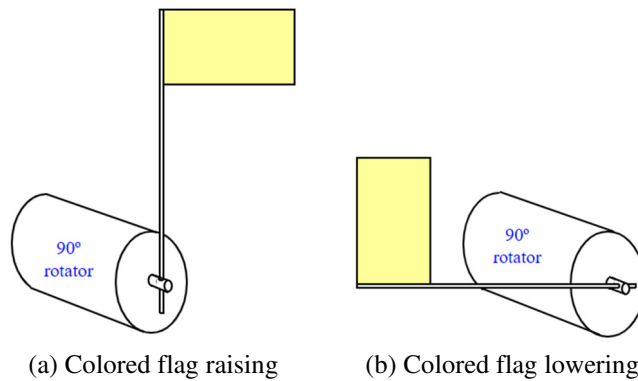 90º
rotator
90º
rotator
(a) Colored flag raising
(b) Colored flag lowering